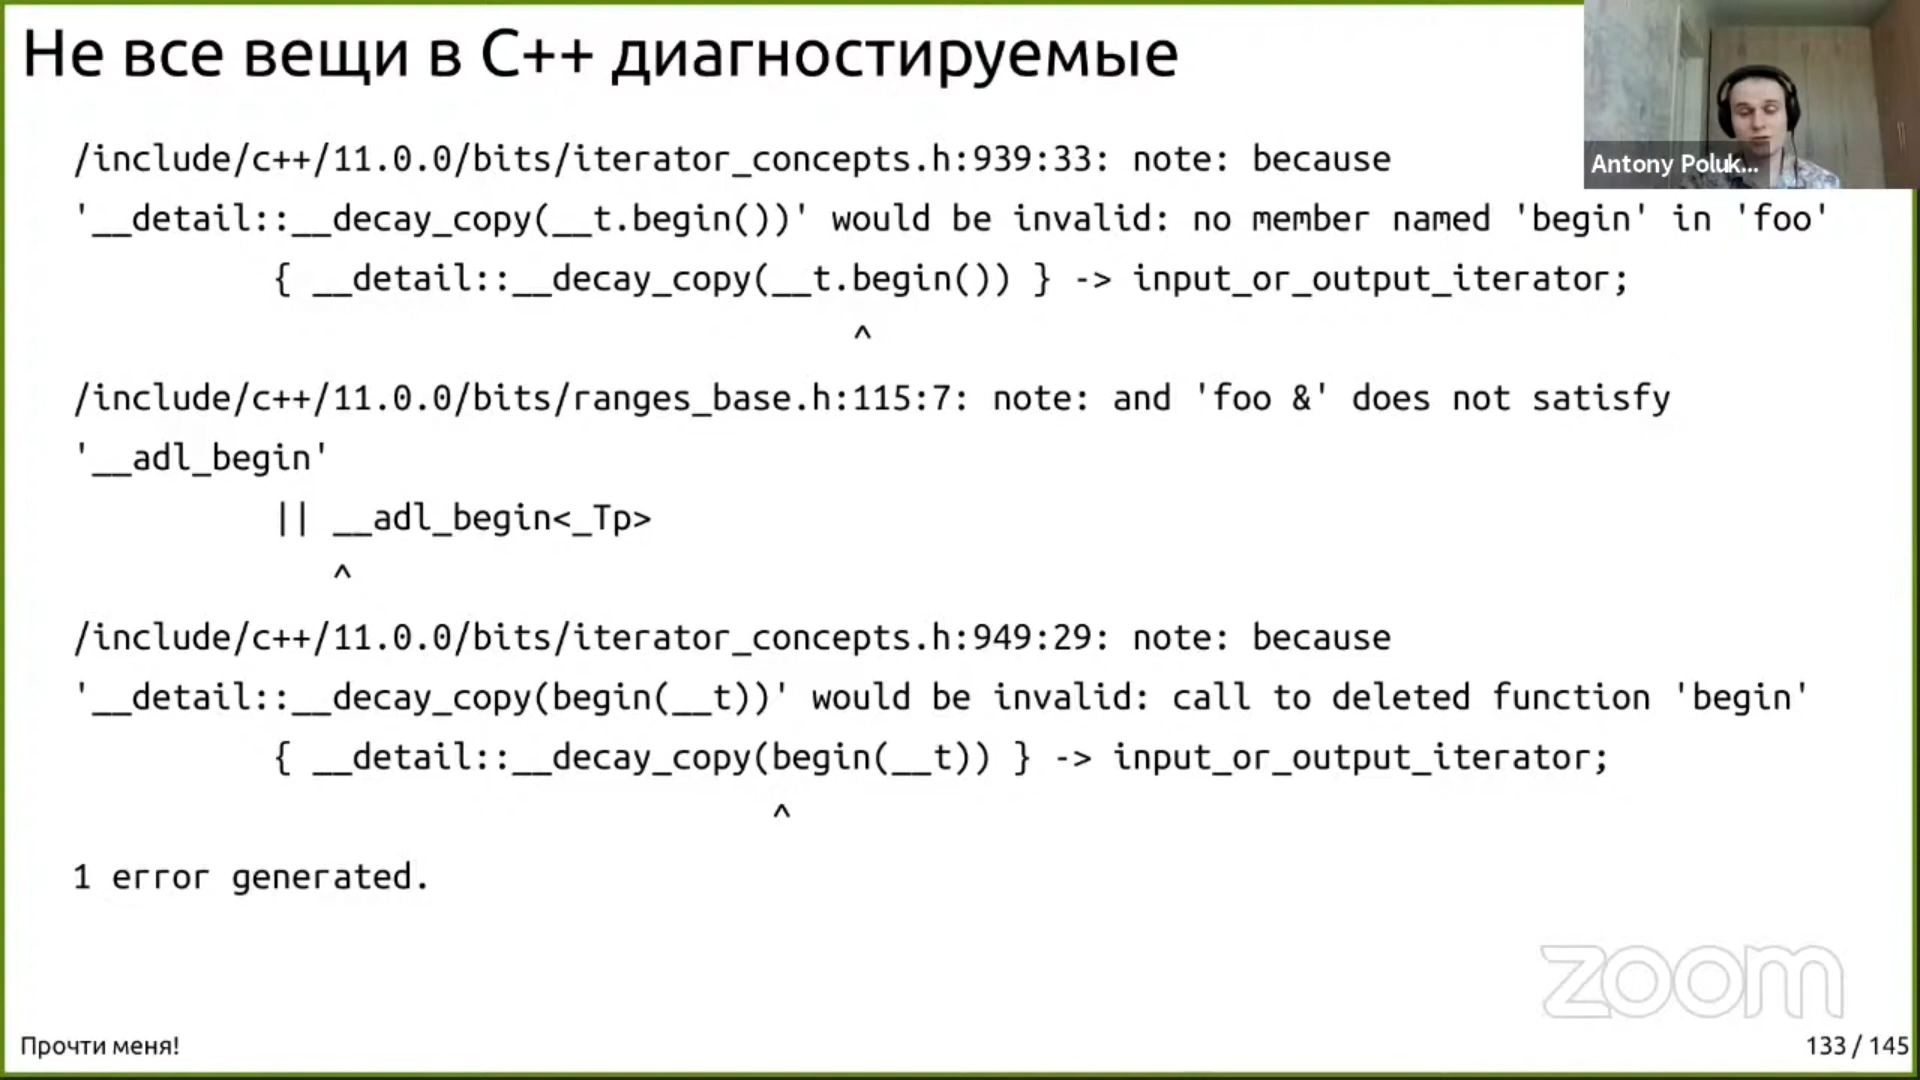 Не все вещи в C++ диагностируемые
Antony Poluk...
/include/c++/11.0.0/bits/iterator_concepts.h:939:33: note: because
'__detail::__decay_copy(__t.begin())' would be invalid: no member named 'begin' in 'foo'
{ __detail::__decay_copy(__t.begin()) } -> input_or_output_iterator;
^
/include/c++/11.0.0/bits/ranges_base.h:115:7: note: and 'foo &' does not satisfy
'__adl_begin'
|| __adl_begin<_Tp>
^
/include/c++/11.0.0/bits/iterator_concepts.h:949:29: note: because
'__detail::__decay_copy(begin(__t))' would be invalid: call to deleted function 'begin'
{ __detail::__decay_copy(begin(__t)) } -> input_or_output_iterator;
^
1 error generated.
zoom
Прочти меня!
133 / 145